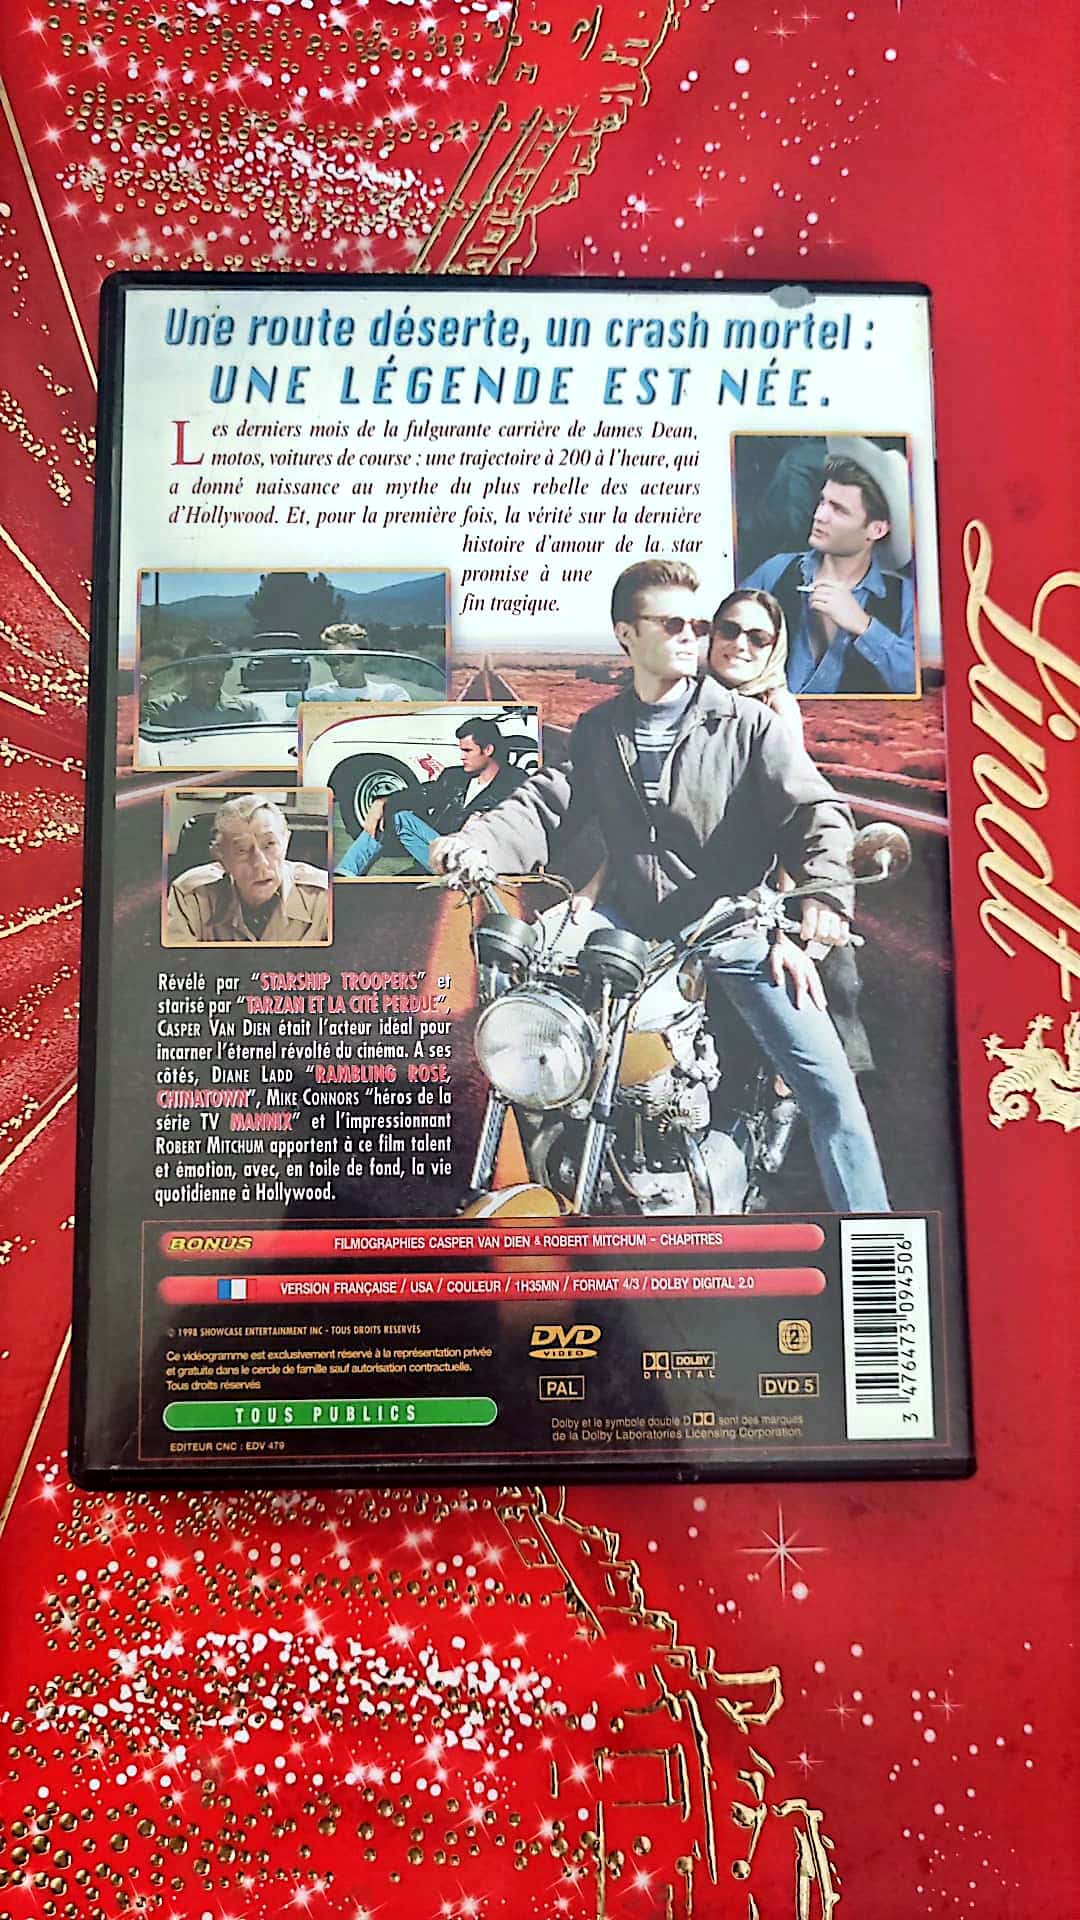 Une route déserte, un crash mortel :
UNE LÉGENDE EST NÉE.
Les derniers mois de la fulgurante carrière de James Dean,
motos, voitures de course : une trajectoire à 200 à l'heure, qui
a donné naissance au mythe du plus rebelle des acteurs
d'Hollywood. Et, pour la première fois, la vérité sur la dernière
histoire d'amour de la star
promise à une
fin tragique.
Révélé par "STARSHIP TROOPERS" et
starisé par "TARZAN ET LA CITÉ PERDUE",
CASPER VAN DIEN était l'acteur idéal pour
incarner l'éternel révolté du cinéma. A ses
côtés, DIANE LADD "RAMBLING ROSE,
CHINATOWN", MIKE CONNORS "héros de la
série TV MANNIX" et l'impressionnant
ROBERT MITCHUM apportent à ce film talent
et émotion, avec, en toile de fond, la vie
quotidienne à Hollywood.
BONUS FILMOGRAPHIES CASPER VAN DIEN & ROBERT MITCHUM - CHAPITRES
VERSION FRANÇAISE / USA / COULEUR / 1H35MN / FORMAT 4/3 / DOLBY DIGITAL 2.0
© 1998 SHOWCASE ENTERTAINMENT INC - TOUS DROITS RESERVÉS
Ce vidéogramme est exclusivement réservé à la représentation privée
et gratuite dans le cercle de famille sauf autorisation contractuelle.
Tous droits réservés
TOUS PUBLICS
EDITEUR CNC : EDV 479
DVD
VIDEO
PAL
DOLBY
DIGITAL
2
DVD 5
Dolby et le symbole double D sont des marques
de la Dolby Laboratories Licensing Corporation.
3 476473 094506
Lindt